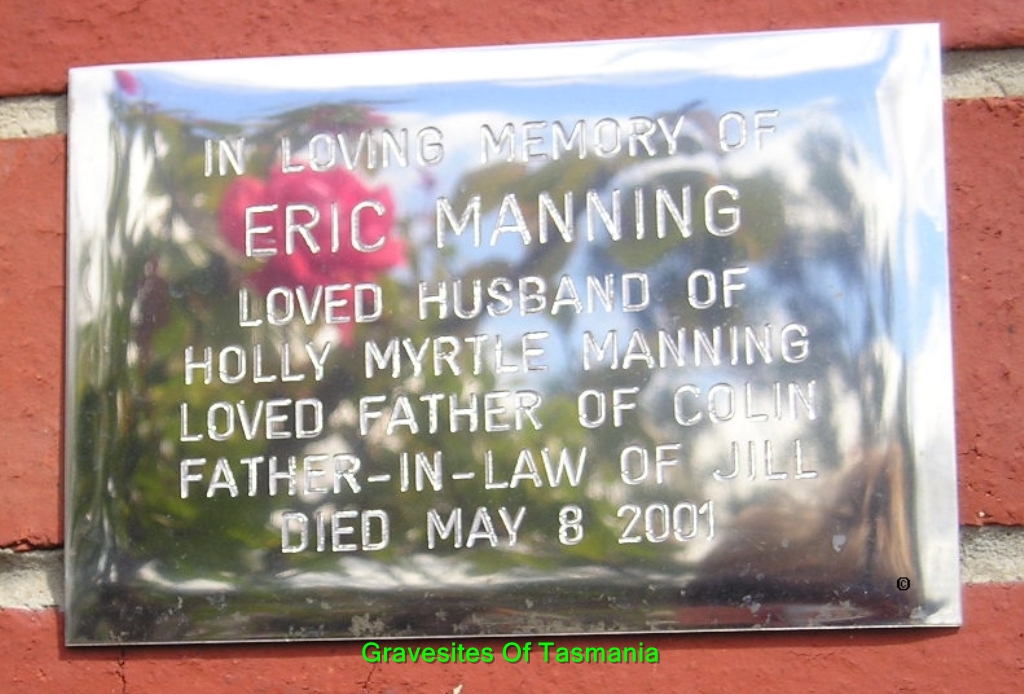 IN LOVING MEMORY OF
ERIC MANNING
LOVED HUSBAND OF
HOLLY MYRTLE MANNING
LOVED FATHER OF COLIN
FATHER-IN-LAW OF JILL
DIED MAY 8 2001
©
Gravesites Of Tasmania